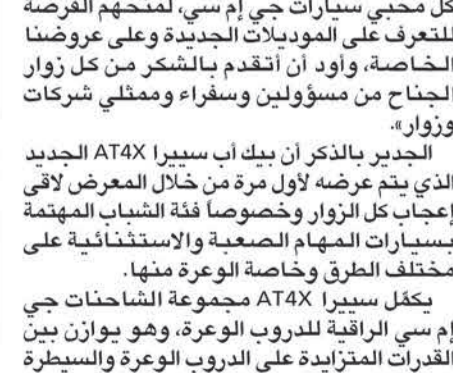 كل محبي سيارات جي إم سي، لمنحهم الفرصة
للتعرف على الموديلات الجديدة وعلى عروضنا
الخاصة، وأود أن أتقدم بالشكر من كل زوار
الجناح من مسؤولين وسفراء وممثلي شركات
وزوار».
الجدير بالذكر أن بيك أب سييرا AT4X الجديد
الذي يتم عرضه لأول مرة من خلال المعرض لاقى
إعجاب كل الزوار وخصوصاً فئة الشباب المهتمة
بسيارات المهام الصعبة والاستثنائية على
مختلف الطرق وخاصة الوعرة منها.
يكمّل سييرا AT4X مجموعة الشاحنات جي
إم سي الراقية للدروب الوعرة، وهو يوازن بين
القدرات المتزايدة على الدروب الوعرة والسيطرة